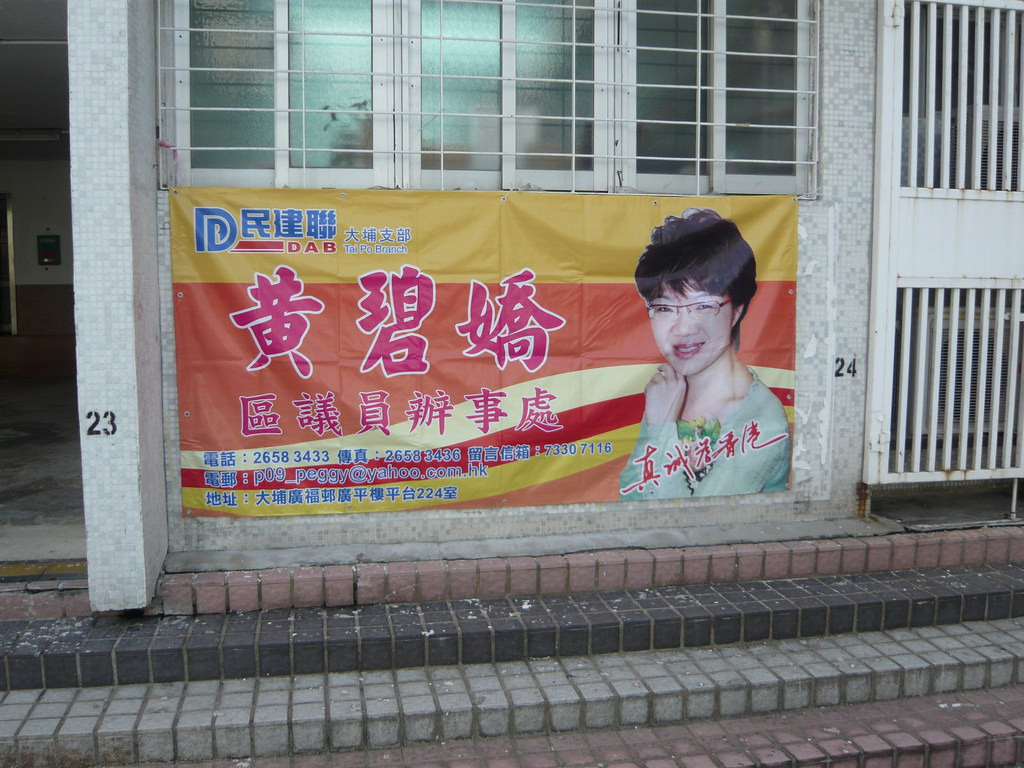 民建聯
DAB
大埔支部
Tai Po Branch
黃碧嬌
區議員辦事處
電話：2658 3433 傳真：2658 3436 留言信箱：7330 7116
電郵：p09_peggy@yahoo.com.hk
地址：大埔廣福邨廣平樓平台224室
真誠為香港
23
24